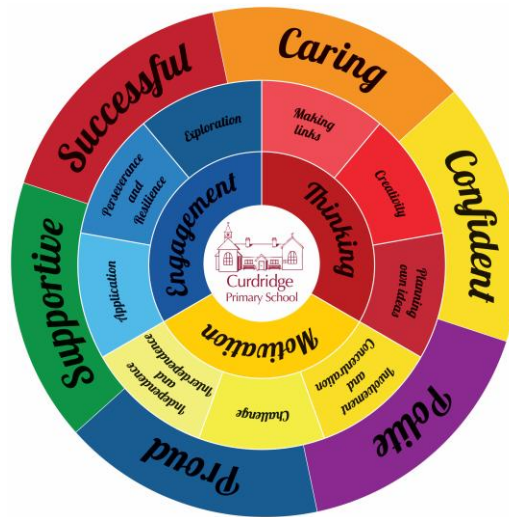 Successful
Caring
Confident
Polite
Proud
Supportive
Exploration
Making
links
Creativity
Planning
own ideas
Involvement
and
Concentration
Challenge
Independence
and
Interdependence
Application
Perseverance
and
Resilience
Engagement
Thinking
Motivation
Curdridge
Primary School